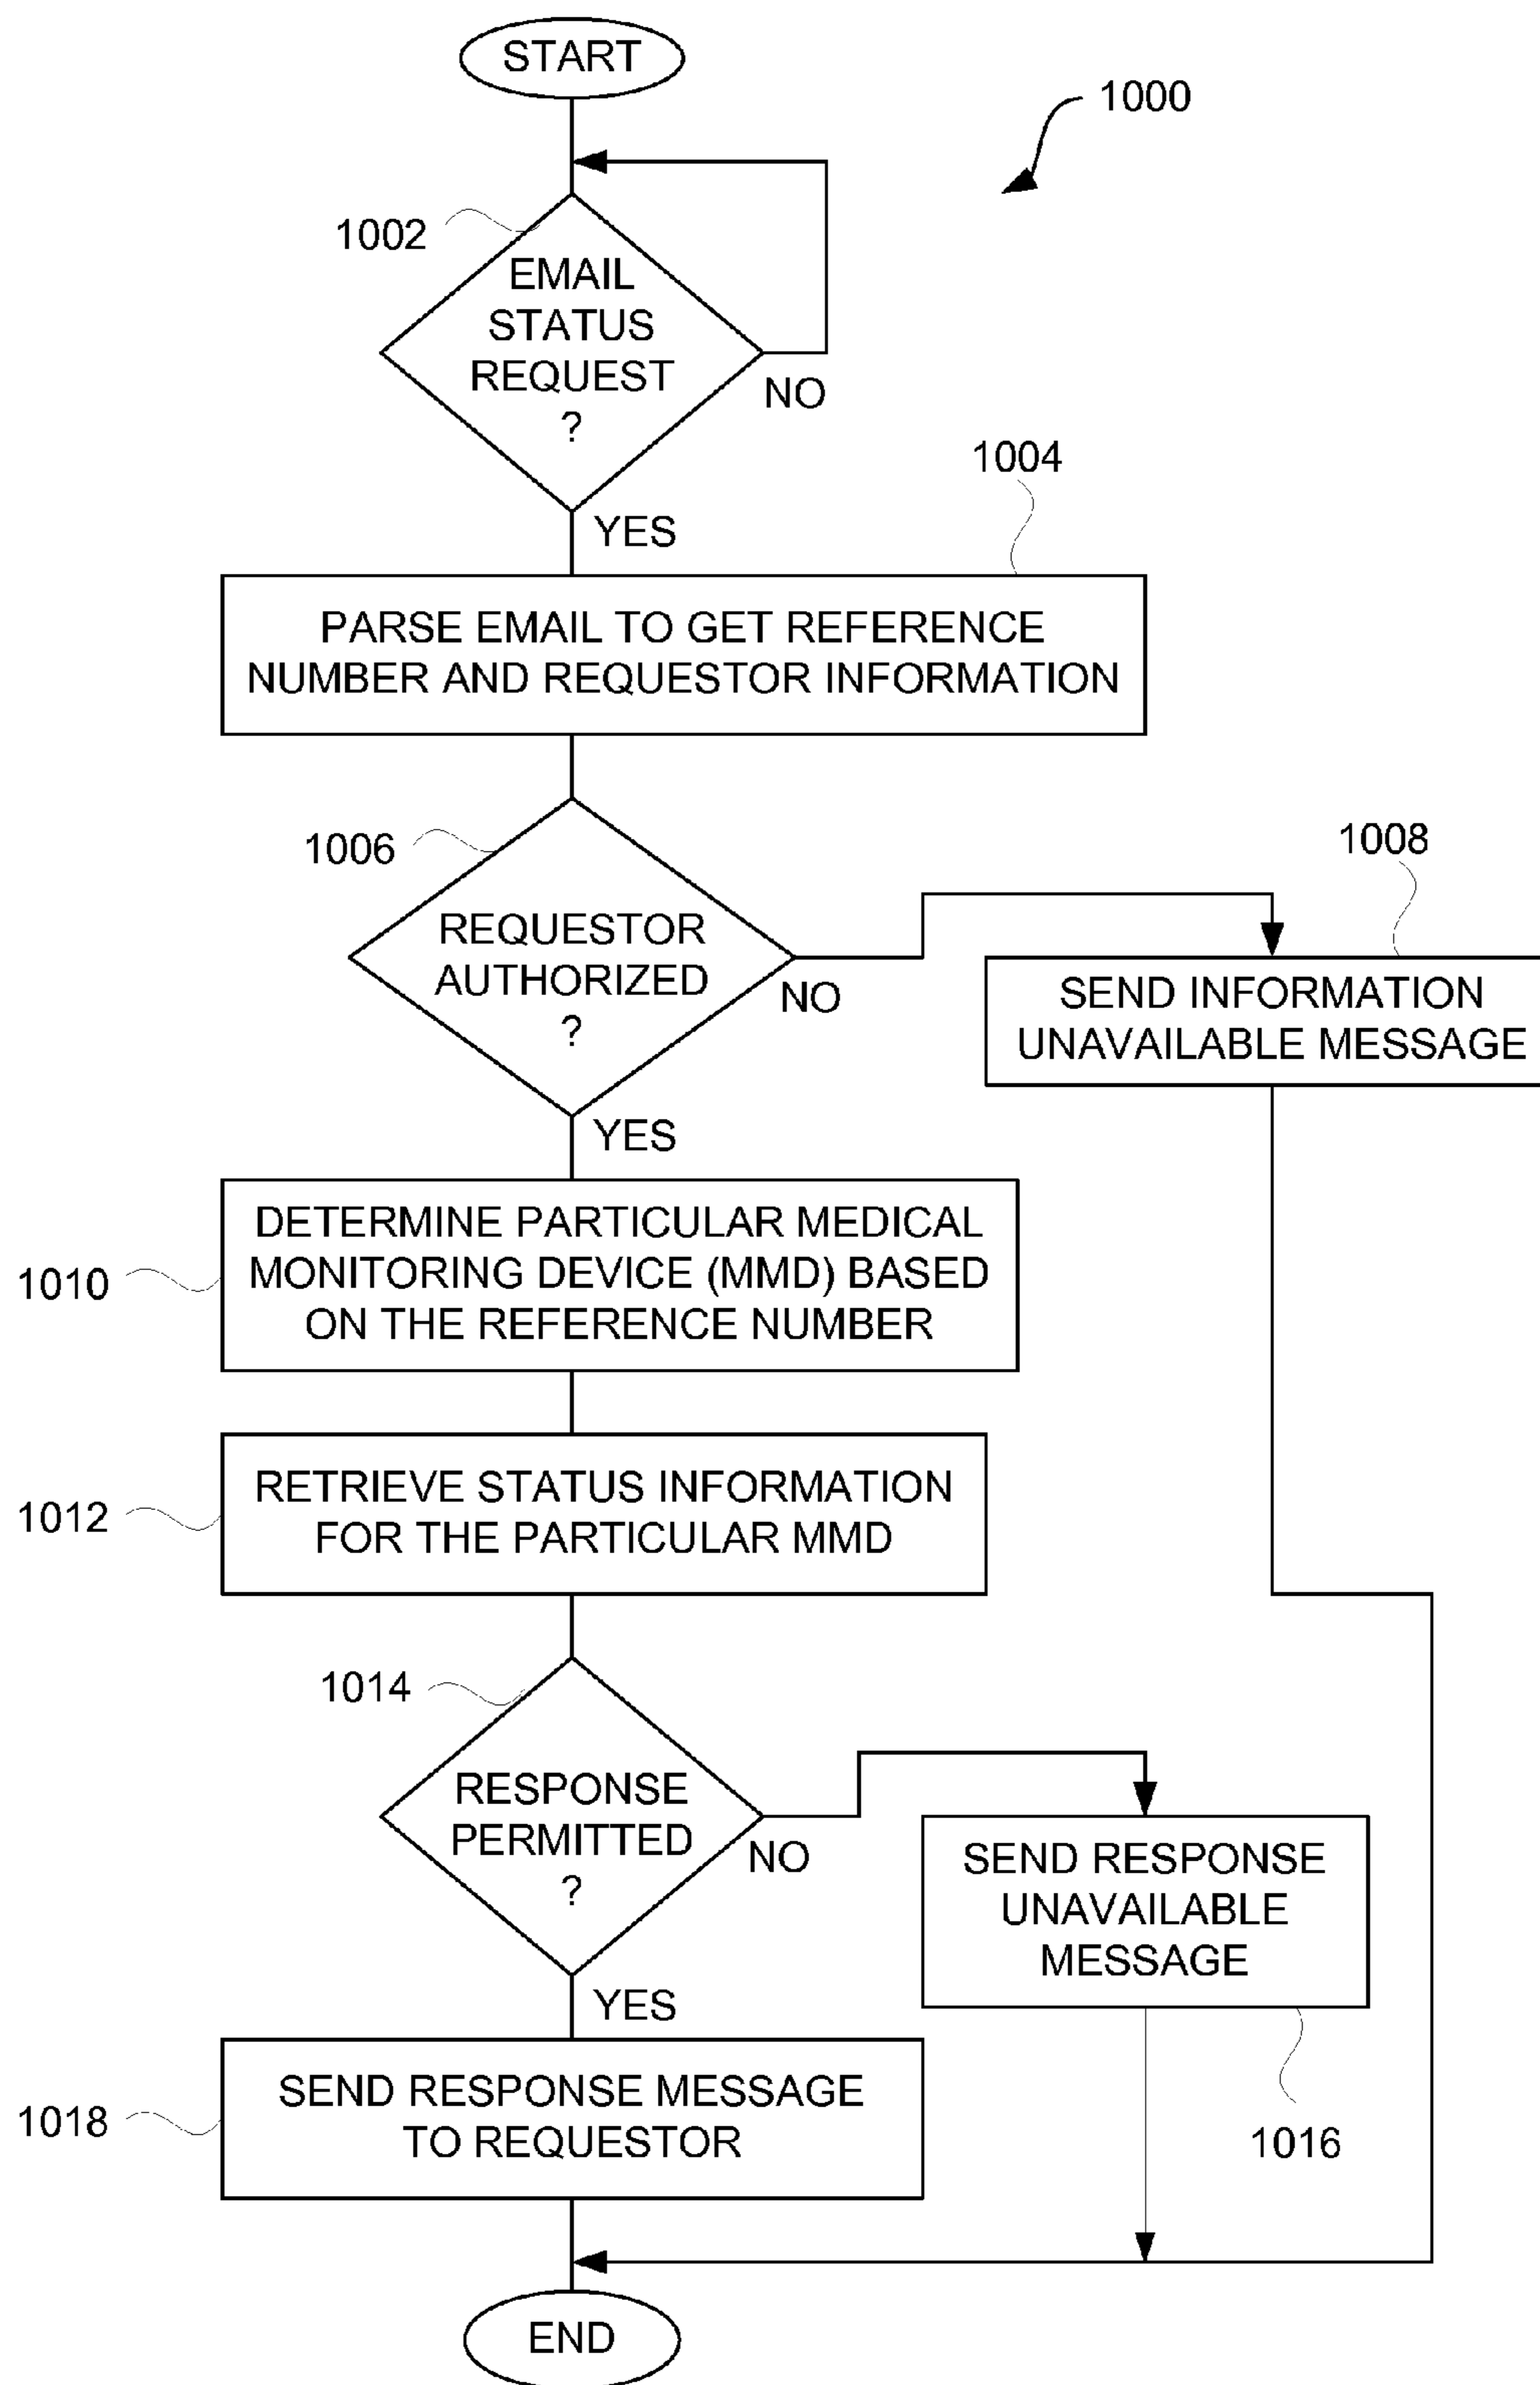 START
1000
1002
EMAIL
STATUS
REQUEST
?
NO
YES
1004
PARSE EMAIL TO GET REFERENCE
NUMBER AND REQUESTOR INFORMATION
1006
REQUESTOR
AUTHORIZED
?
NO
YES
1008
SEND INFORMATION
UNAVAILABLE MESSAGE
1010
DETERMINE PARTICULAR MEDICAL
MONITORING DEVICE (MMD) BASED
ON THE REFERENCE NUMBER
1012
RETRIEVE STATUS INFORMATION
FOR THE PARTICULAR MMD
1014
RESPONSE
PERMITTED
?
NO
YES
SEND RESPONSE
UNAVAILABLE
MESSAGE
1016
1018
SEND RESPONSE MESSAGE
TO REQUESTOR
END